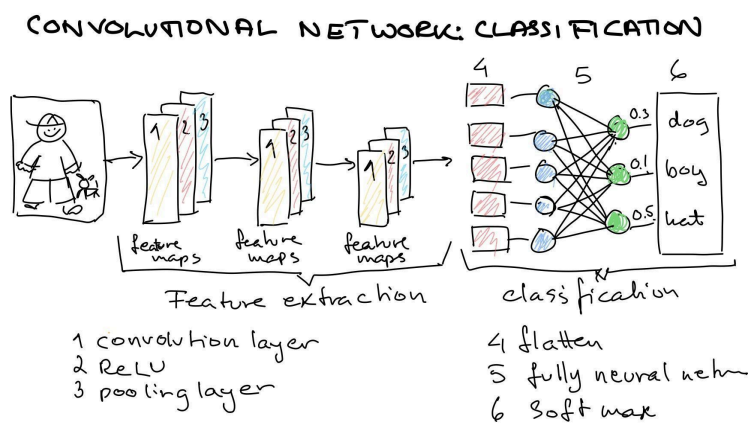 CONVOLUTIONAL NETWORK: CLASSIFICATION
4 5 6
1 2 3
1 2 3
1 2 3
0.3 dog
0.1 boy
0.5
feature maps
feature maps
feature maps
Feature extraction
classification
1 convolution layer
2 ReLU
3 pooling layer
4 flatten
5 fully neural
6 Soft max